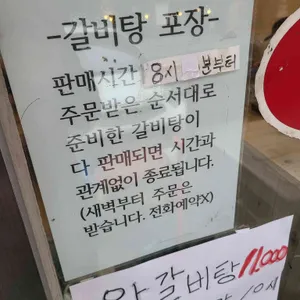 -갈비탕 포장-
판매시간 8시 분부터
주문받은 순서대로
준비한 갈비탕이
다 판매되면 시간과
관계없이 종료됩니다.
(새벽부터 주문은
받습니다. 전화예약X)
갈비탕 11,000